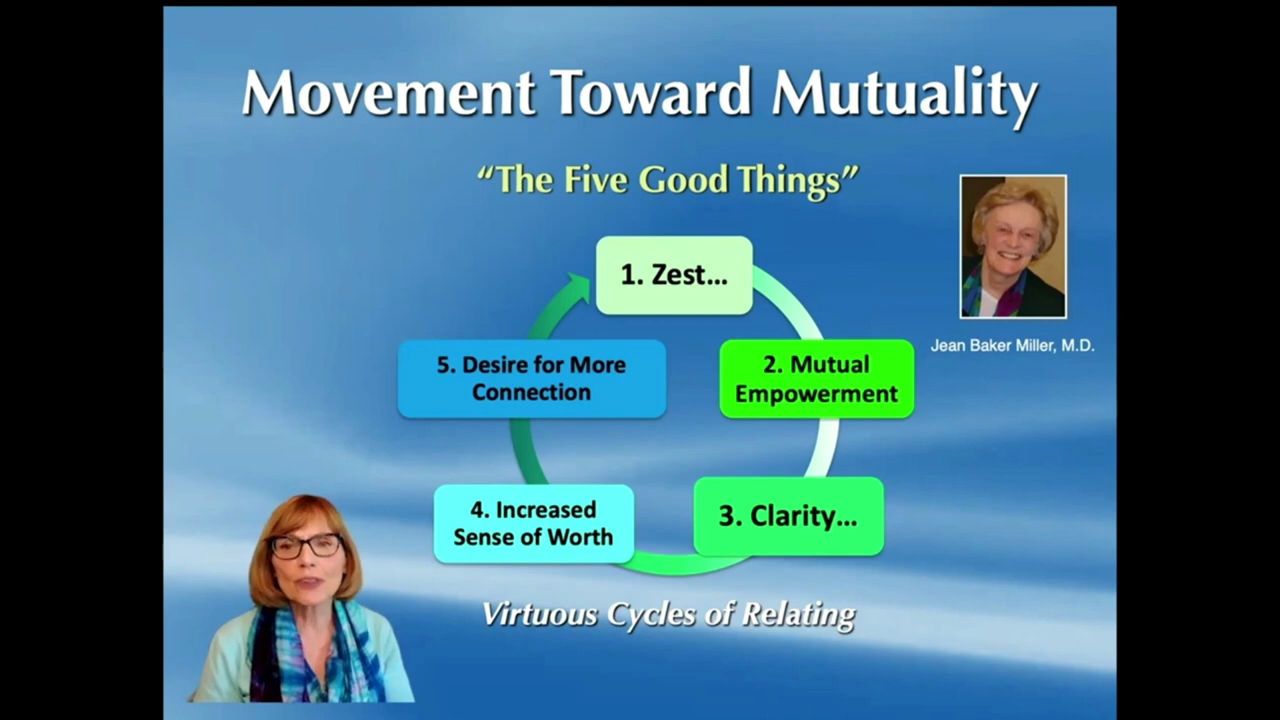 Movement Toward Mutuality
“The Five Good Things”
1. Zest...
Jean Baker Miller, M.D.
5. Desire for More
Connection
2. Mutual
Empowerment
4. Increased
Sense of Worth
3. Clarity...
Virtuous Cycles of Relating